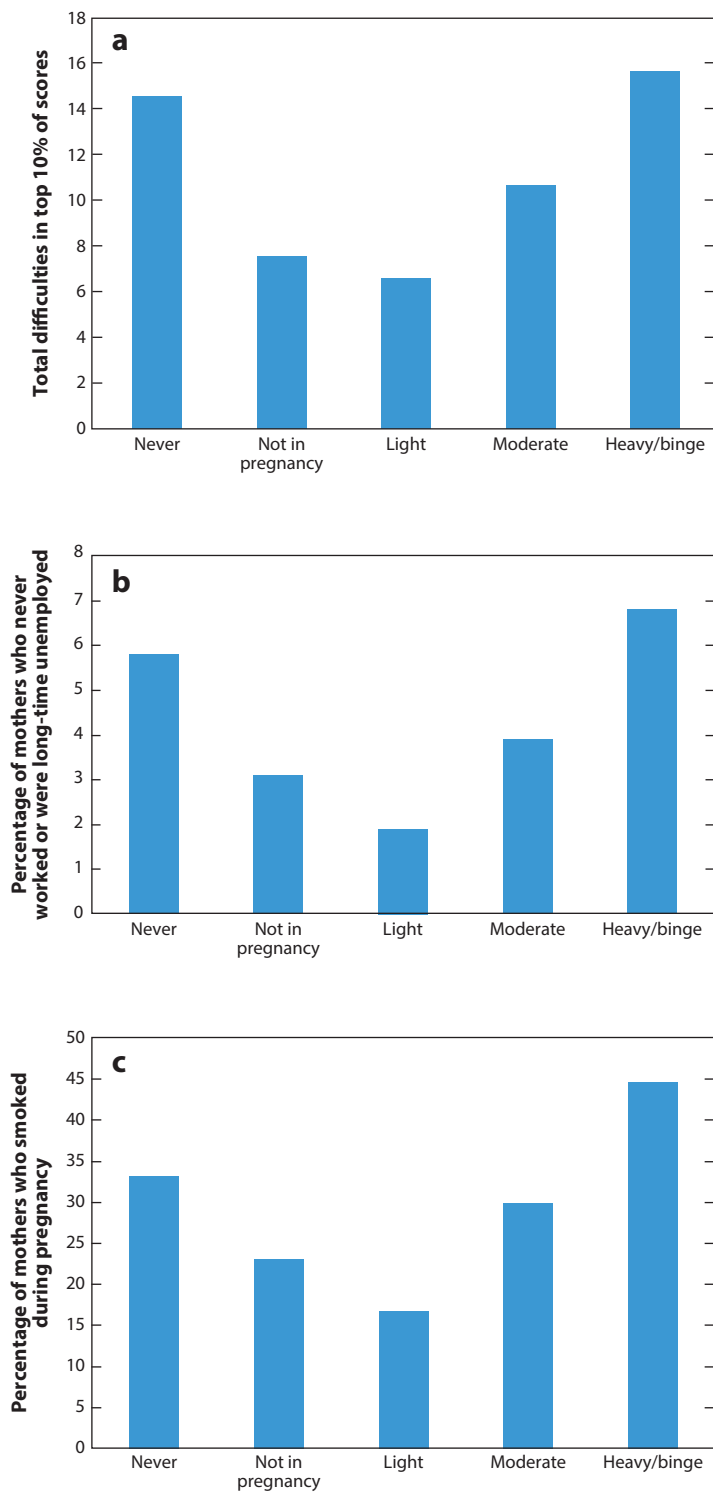 a
Total difficulties in top 10% of scores
18
16
14
12
10
8
6
4
2
0
Never
Not in
pregnancy
Light
Moderate
Heavy/binge
b
Percentage of mothers who never
worked or were long-time unemployed
8
7
6
5
4
3
2
1
0
Never
Not in
pregnancy
Light
Moderate
Heavy/binge
c
Percentage of mothers who smoked
during pregnancy
50
45
40
35
30
25
20
15
10
5
0
Never
Not in
pregnancy
Light
Moderate
Heavy/binge